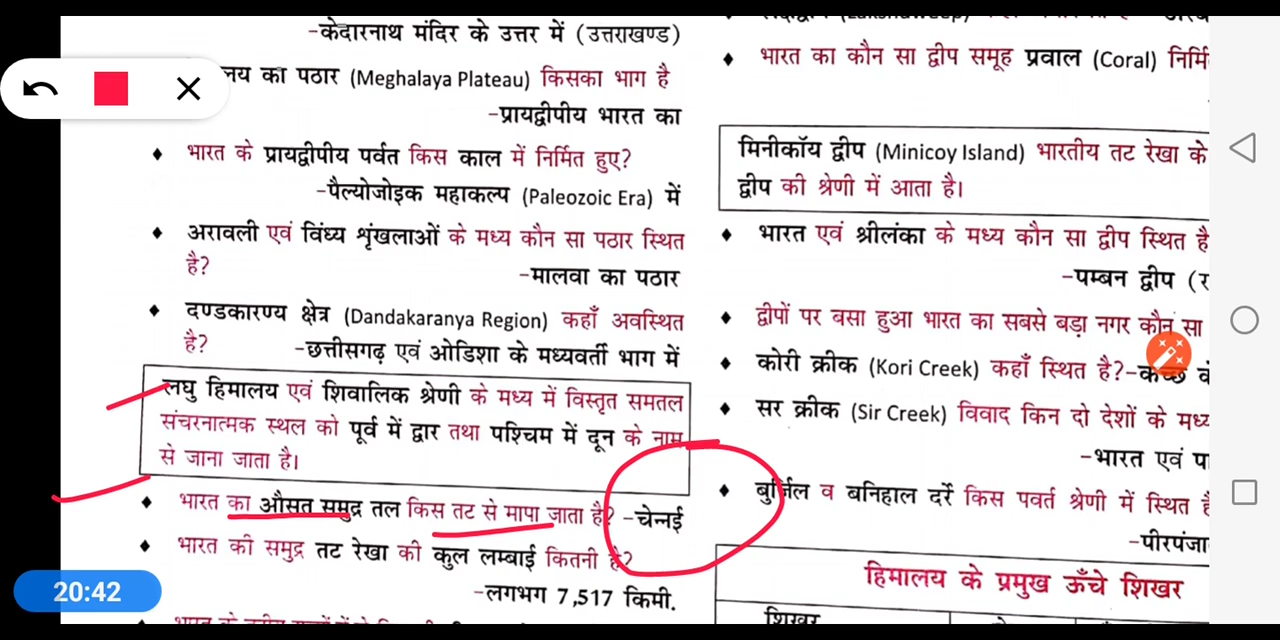 -केदारनाथ मंदिर के उत्तर में (उत्तराखण्ड)
का पठार (Meghalaya Plateau) किसका भाग है
-प्रायद्वीपीय भारत का
♦ भारत के प्रायद्वीपीय पर्वत किस काल में निर्मित हुए?
-पैल्योजोइक महाकल्प (Paleozoic Era) में
♦ अरावली एवं विंध्य शृंखलाओं के मध्य कौन सा पठार स्थित
है?
-मालवा का पठार
♦ दण्डकारण्य क्षेत्र (Dandakaranya Region) कहाँ अवस्थित
है?
-छत्तीसगढ़ एवं ओडिशा के मध्यवर्ती भाग में
लघु हिमालय एवं शिवालिक श्रेणी के मध्य में विस्तृत समतल
संचरनात्मक स्थल को पूर्व में द्वार तथा पश्चिम में दून के नाम
से जाना जाता है।
♦ भारत का औसत समुद्र तल किस तट से मापा जाता है? -चेन्नई
♦ भारत की समुद्र तट रेखा की कुल लम्बाई कितनी है?
-लगभग 7,517 किमी.
20:42
♦ भारत का कौन सा द्वीप समूह प्रवाल (Coral)
मिनीकॉय द्वीप (Minicoy Island) भारतीय तट रेखा के
द्वीप की श्रेणी में आता है।
♦ भारत एवं श्रीलंका के मध्य कौन सा द्वीप स्थित है
-पम्बन द्वीप
♦ द्वीपों पर बसा हुआ भारत का सबसे बड़ा नगर कौन सा
♦ कोरी क्रीक (Kori Creek) कहाँ स्थित है?-कच्छ
♦ सर क्रीक (Sir Creek) विवाद किन दो देशों के मध्य
-भारत एवं
♦ बुर्जिल व बनिहाल दर्रे किस पवर्त श्रेणी में स्थित है
हिमालय के प्रमुख ऊँचे शिखर
शिखर